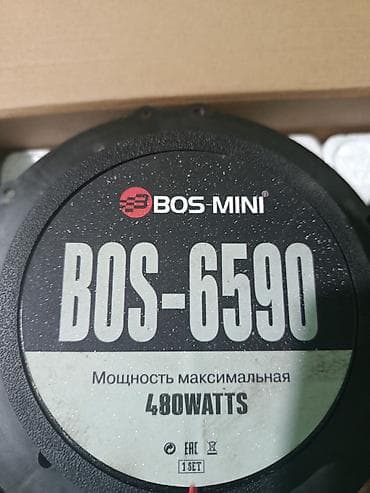 BOS-MINI®
BOS-6590
Мощность максимальная
480WATTS
EAC
1 SET